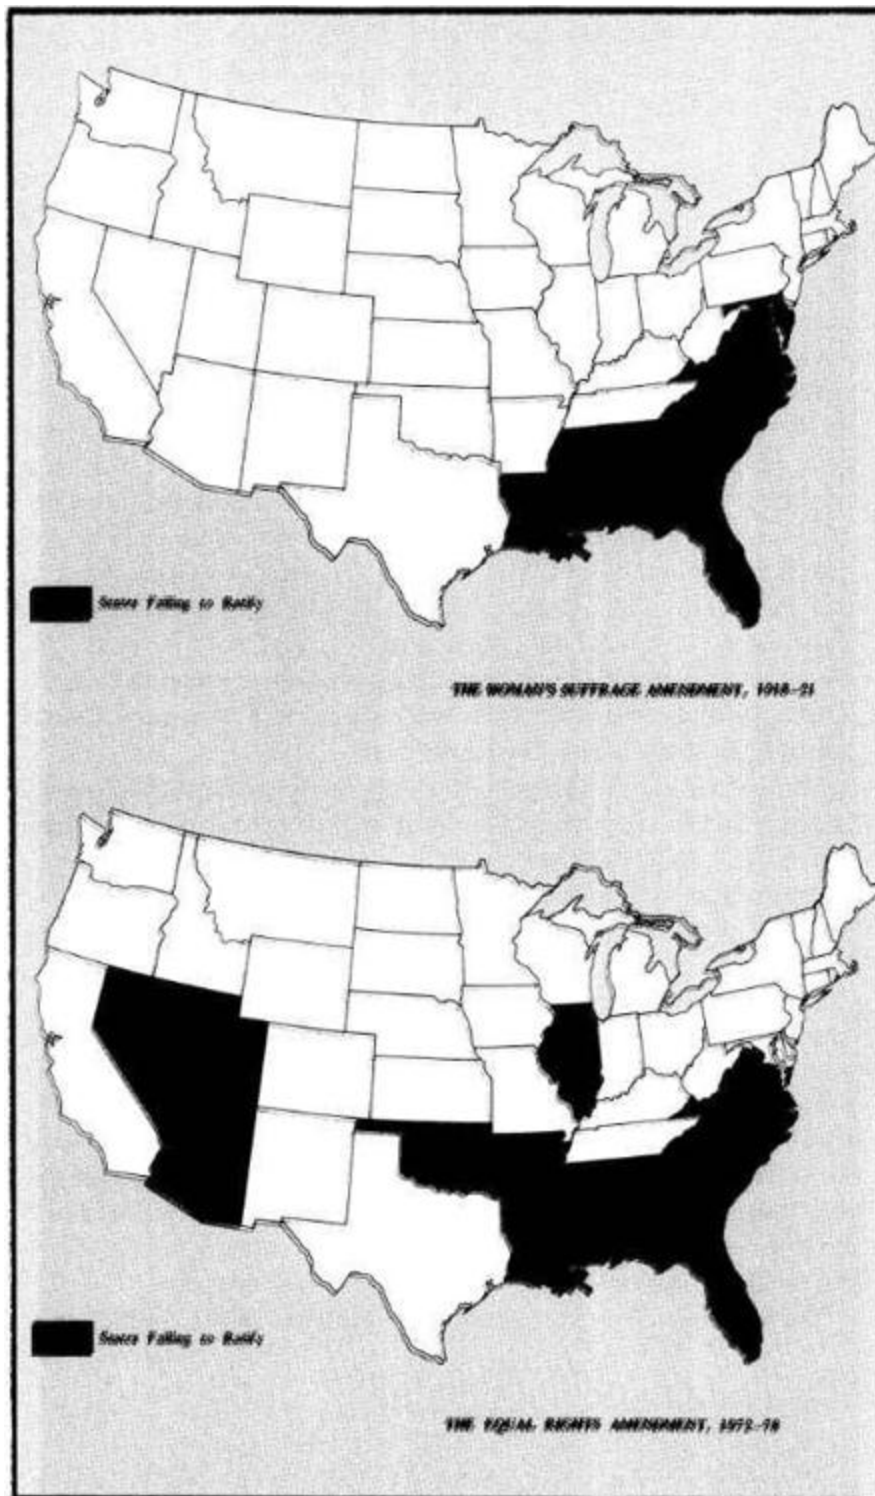 States Failing to Ratify
THE WOMAN'S SUFFRAGE AMENDMENT, 1918–21
States Failing to Ratify
THE EQUAL RIGHTS AMENDMENT, 1972–78